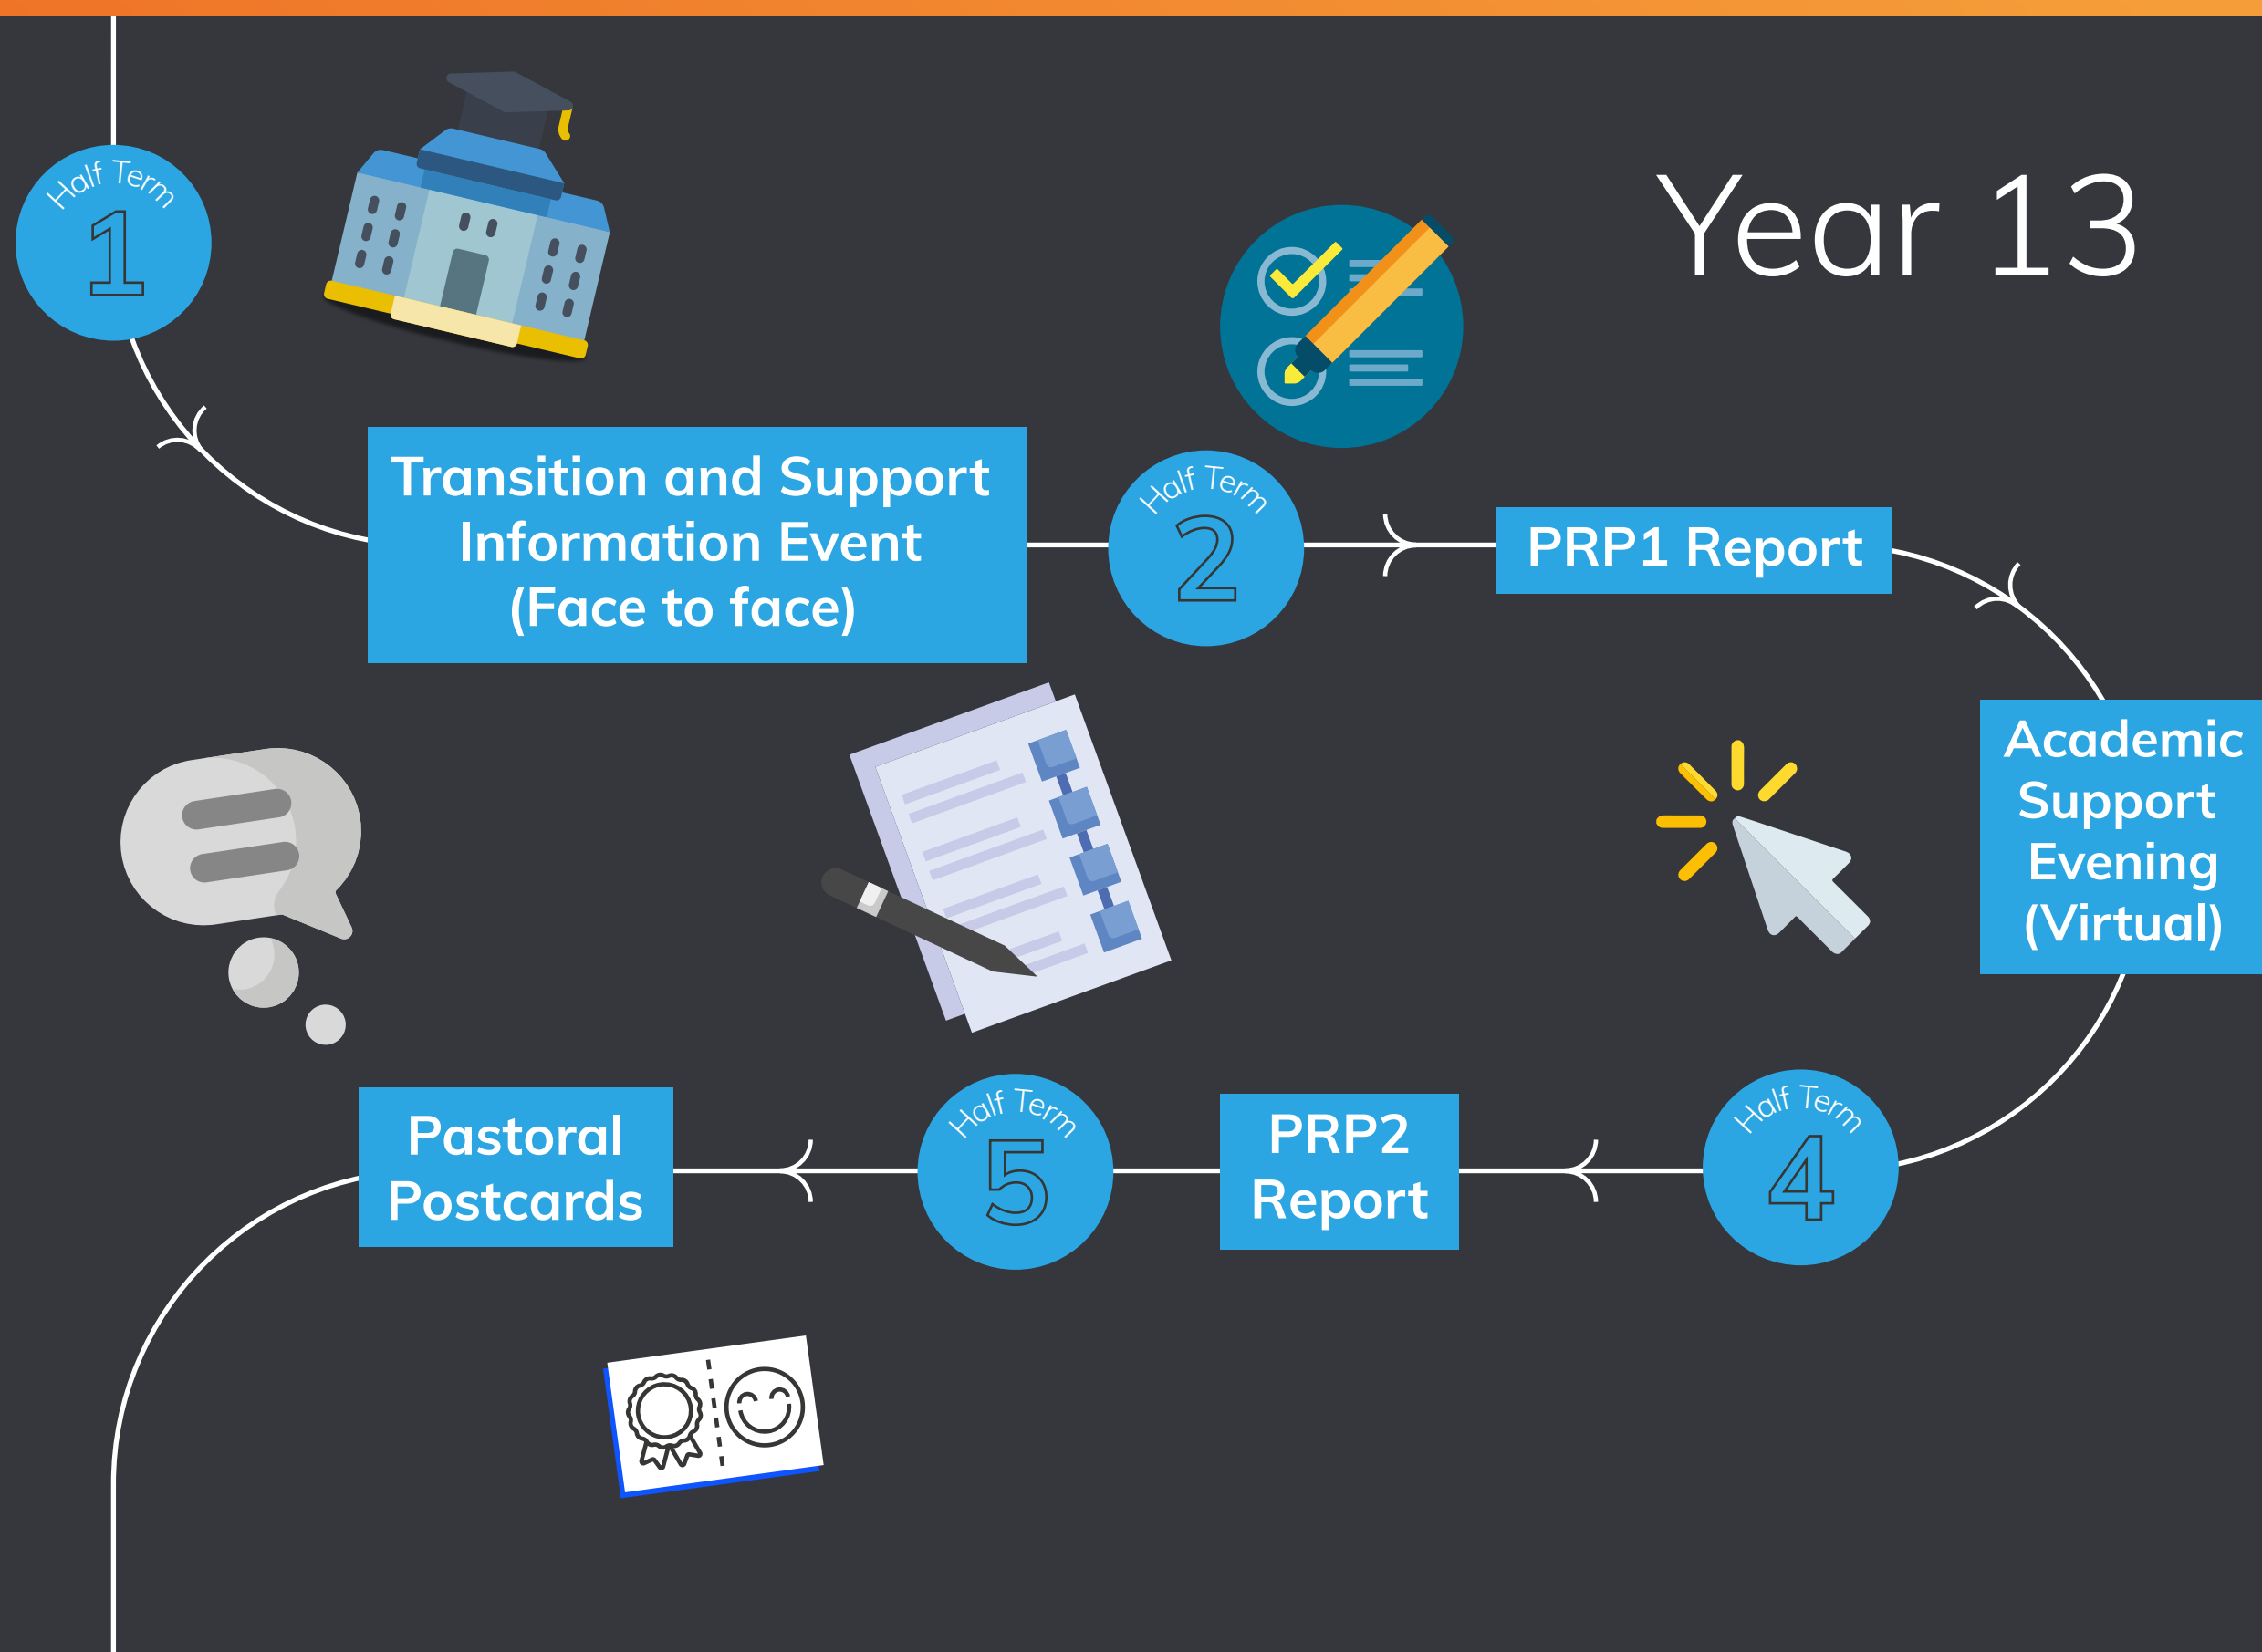 Year 13
Half Term
1
Transition and Support
Information Event
(Face to face)
Half Term
2
PRP1 Report
Academic
Support
Evening
(Virtual)
Half Term
4
PRP2
Report
Half Term
5
Pastoral
Postcards